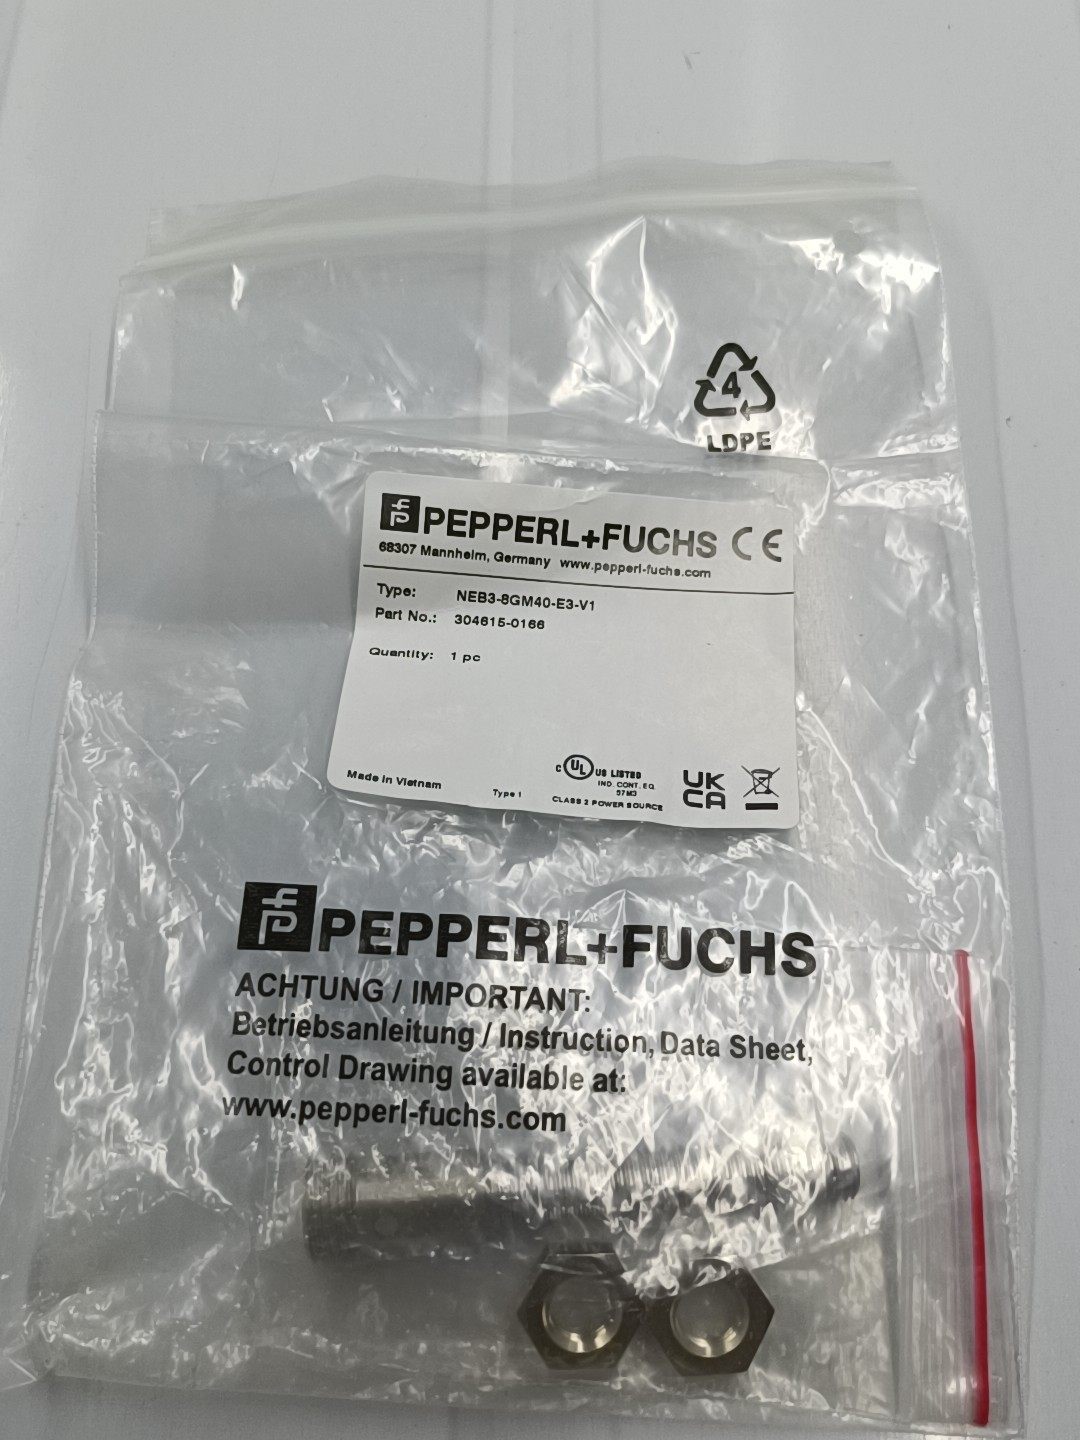 4
LDPE
PEPPERL+FUCHS CE
68307 Mannheim, Germany www.pepperl-fuchs.com
Type: NEB3-8GM40-E3-V1
Part No.: 304615-0166
Quantity: 1 pc
Made in Vietnam
Type 1
C UL US LISTED
IND. CONT. EQ.
57M3
CLASS 2 POWER SOURCE
UK
CA
PEPPERL+FUCHS
ACHTUNG / IMPORTANT:
Betriebsanleitung / Instruction, Data Sheet,
Control Drawing available at:
www.pepperl-fuchs.com